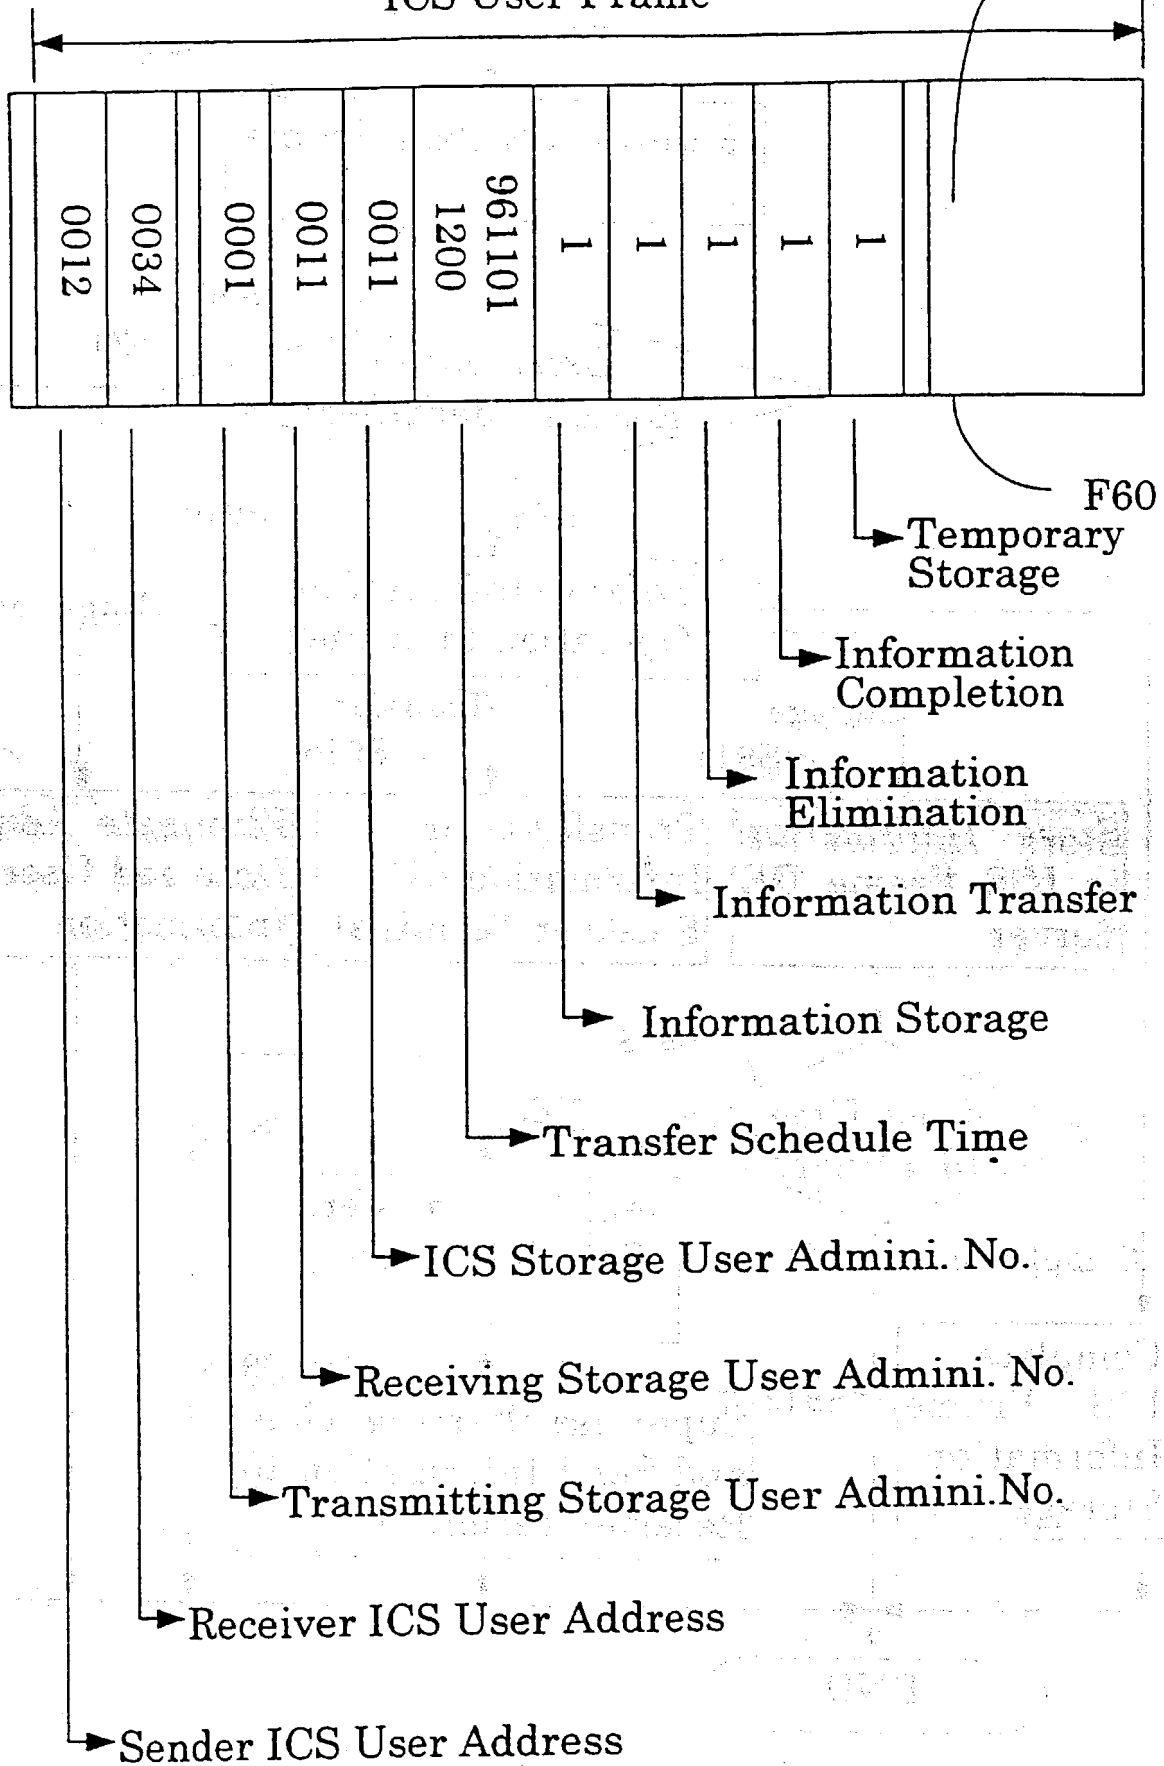 ICS User Frame
0012
0034
0001
0011
0011
961101
1200
1
1
1
1
1
F60
Temporary
Storage
Information
Completion
Information
Elimination
Information Transfer
Information Storage
Transfer Schedule Time
ICS Storage User Admini. No.
Receiving Storage User Admini. No.
Transmitting Storage User Admini.No.
Receiver ICS User Address
Sender ICS User Address